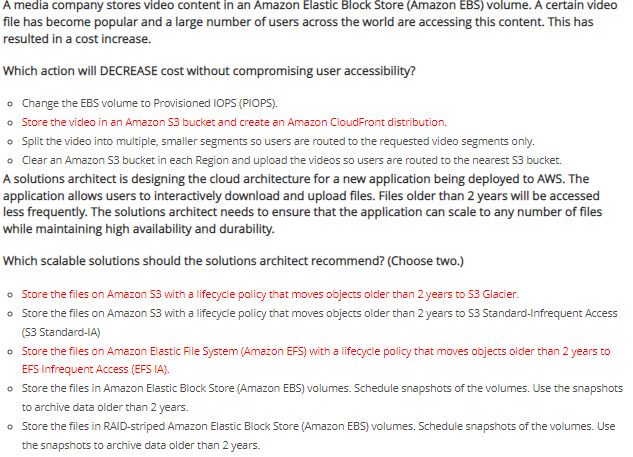 A media company stores video content in an Amazon Elastic Block Store (Amazon EBS) volume. A certain video
file has become popular and a large number of users across the world are accessing this content. This has
resulted in a cost increase.
Which action will DECREASE cost without compromising user accessibility?
Change the EBS volume to Provisioned IOPS (PIOPS).
Store the video in an Amazon S3 bucket and create an Amazon CloudFront distribution.
Split the video into multiple, smaller segments so users are routed to the requested video segments only.
Clear an Amazon S3 bucket in each Region and upload the videos so users are routed to the nearest S3 bucket.
A solutions architect is designing the cloud architecture for a new application being deployed to AWS. The
application allows users to interactively download and upload files. Files older than 2 years will be accessed
less frequently. The solutions architect needs to ensure that the application can scale to any number of files
while maintaining high availability and durability.
Which scalable solutions should the solutions architect recommend? (Choose two.)
Store the files on Amazon S3 with a lifecycle policy that moves objects older than 2 years to S3 Glacier.
Store the files on Amazon S3 with a lifecycle policy that moves objects older than 2 years to S3 Standard-Infrequent Access
(S3 Standard-IA)
Store the files on Amazon Elastic File System (Amazon EFS) with a lifecycle policy that moves objects older than 2 years to
EFS Infrequent Access (EFS IA).
Store the files in Amazon Elastic Block Store (Amazon EBS) volumes. Schedule snapshots of the volumes. Use the snapshots
to archive data older than 2 years.
Store the files in RAID-striped Amazon Elastic Block Store (Amazon EBS) volumes. Schedule snapshots of the volumes. Use
the snapshots to archive data older than 2 years.